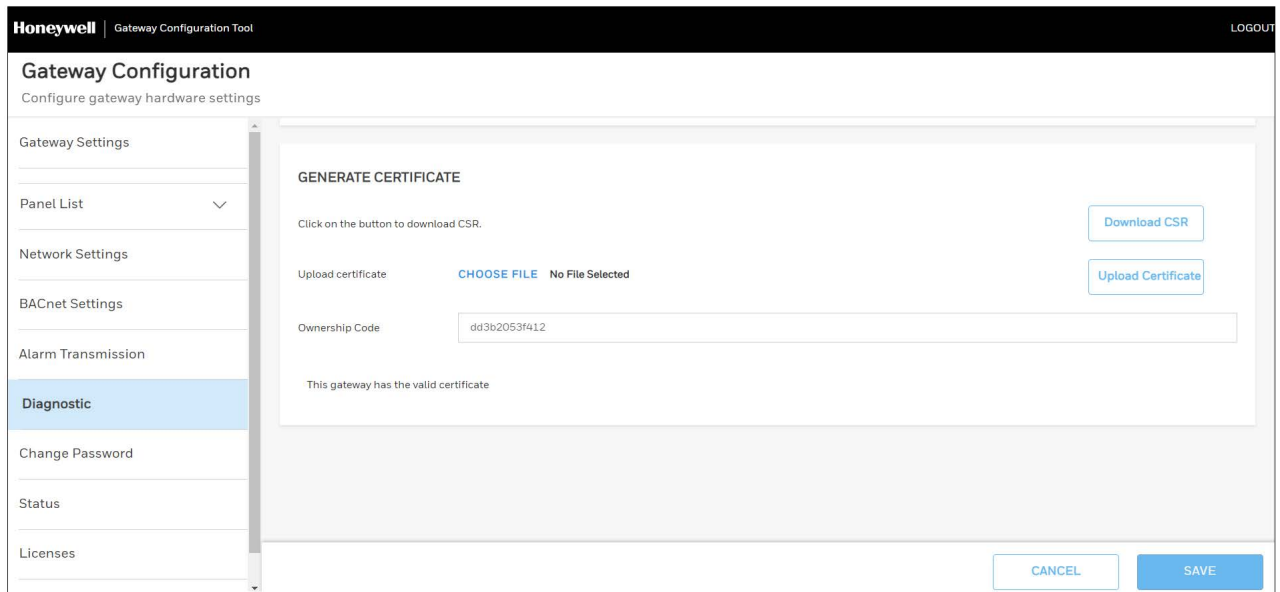 Honeywell | Gateway Configuration Tool LOGOUT
Gateway Configuration
Configure gateway hardware settings
Gateway Settings
Panel List
Network Settings
BACnet Settings
Alarm Transmission
Diagnostic
Change Password
Status
Licenses
GENERATE CERTIFICATE
Click on the button to download CSR. Download CSR
Upload certificate CHOOSE FILE No File Selected Upload Certificate
Ownership Code dd3b2053f412
This gateway has the valid certificate
CANCEL SAVE